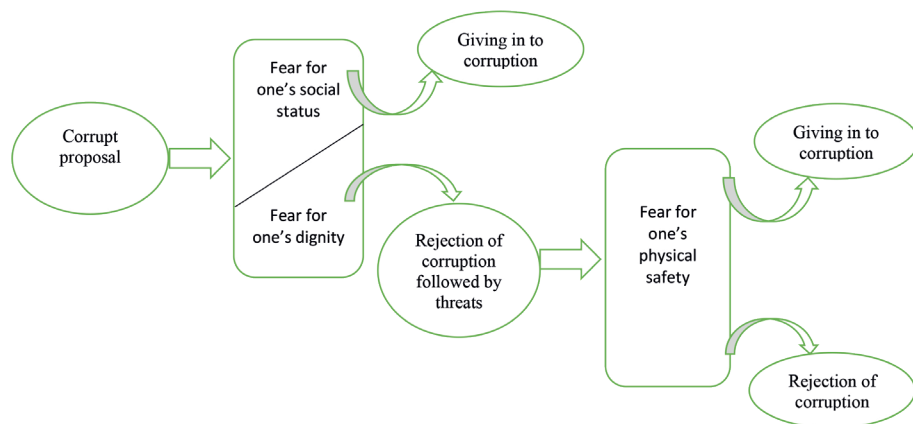 Corrupt
proposal
Fear for
one's social
status
Fear for
one's dignity
Giving in to
corruption
Rejection of
corruption
followed by
threats
Fear for
one's
physical
safety
Giving in to
corruption
Rejection of
corruption